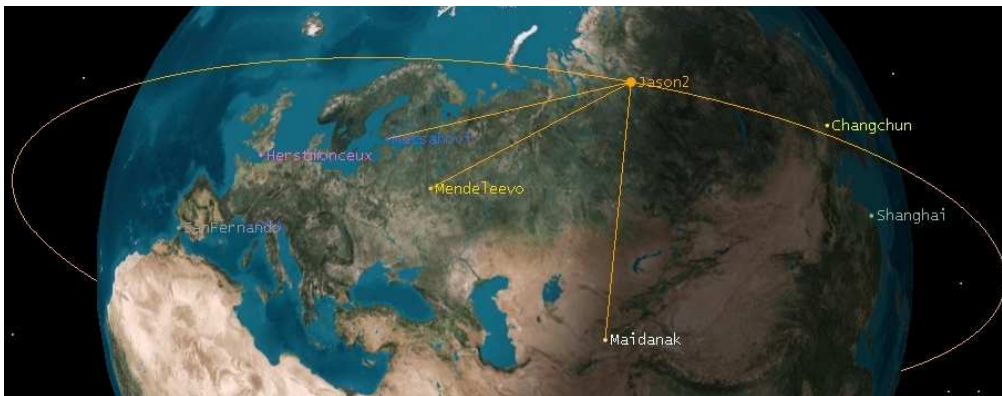 Jason2
Changchun
Herstmonceux
Mendeleevo
Shanghai
SanFernando
Maidanak